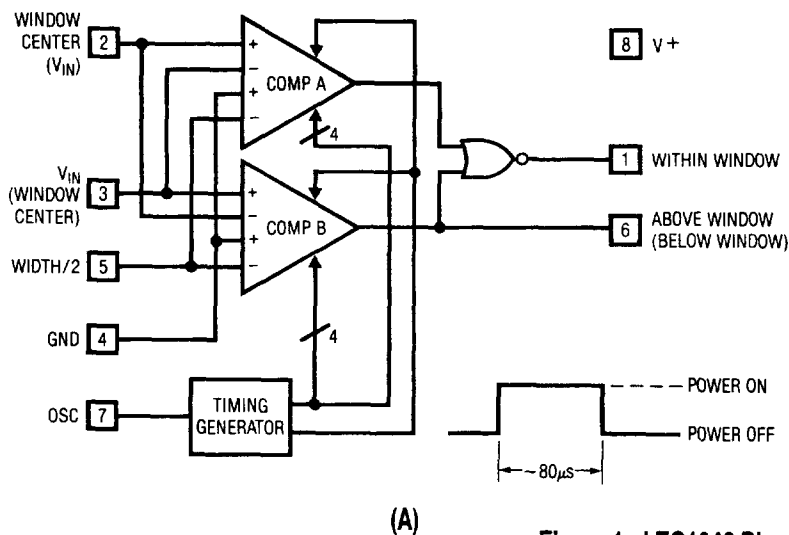 WINDOW
CENTER
(VIN)
2
+
−
+
−
COMP A
4
8 V+
VIN
(WINDOW
CENTER)
3
+
−
+
−
COMP B
1 WITHIN WINDOW
6 ABOVE WINDOW
(BELOW WINDOW)
WIDTH/2 5
GND 4
4
OSC 7
TIMING
GENERATOR
POWER ON
POWER OFF
~80μs
(A)